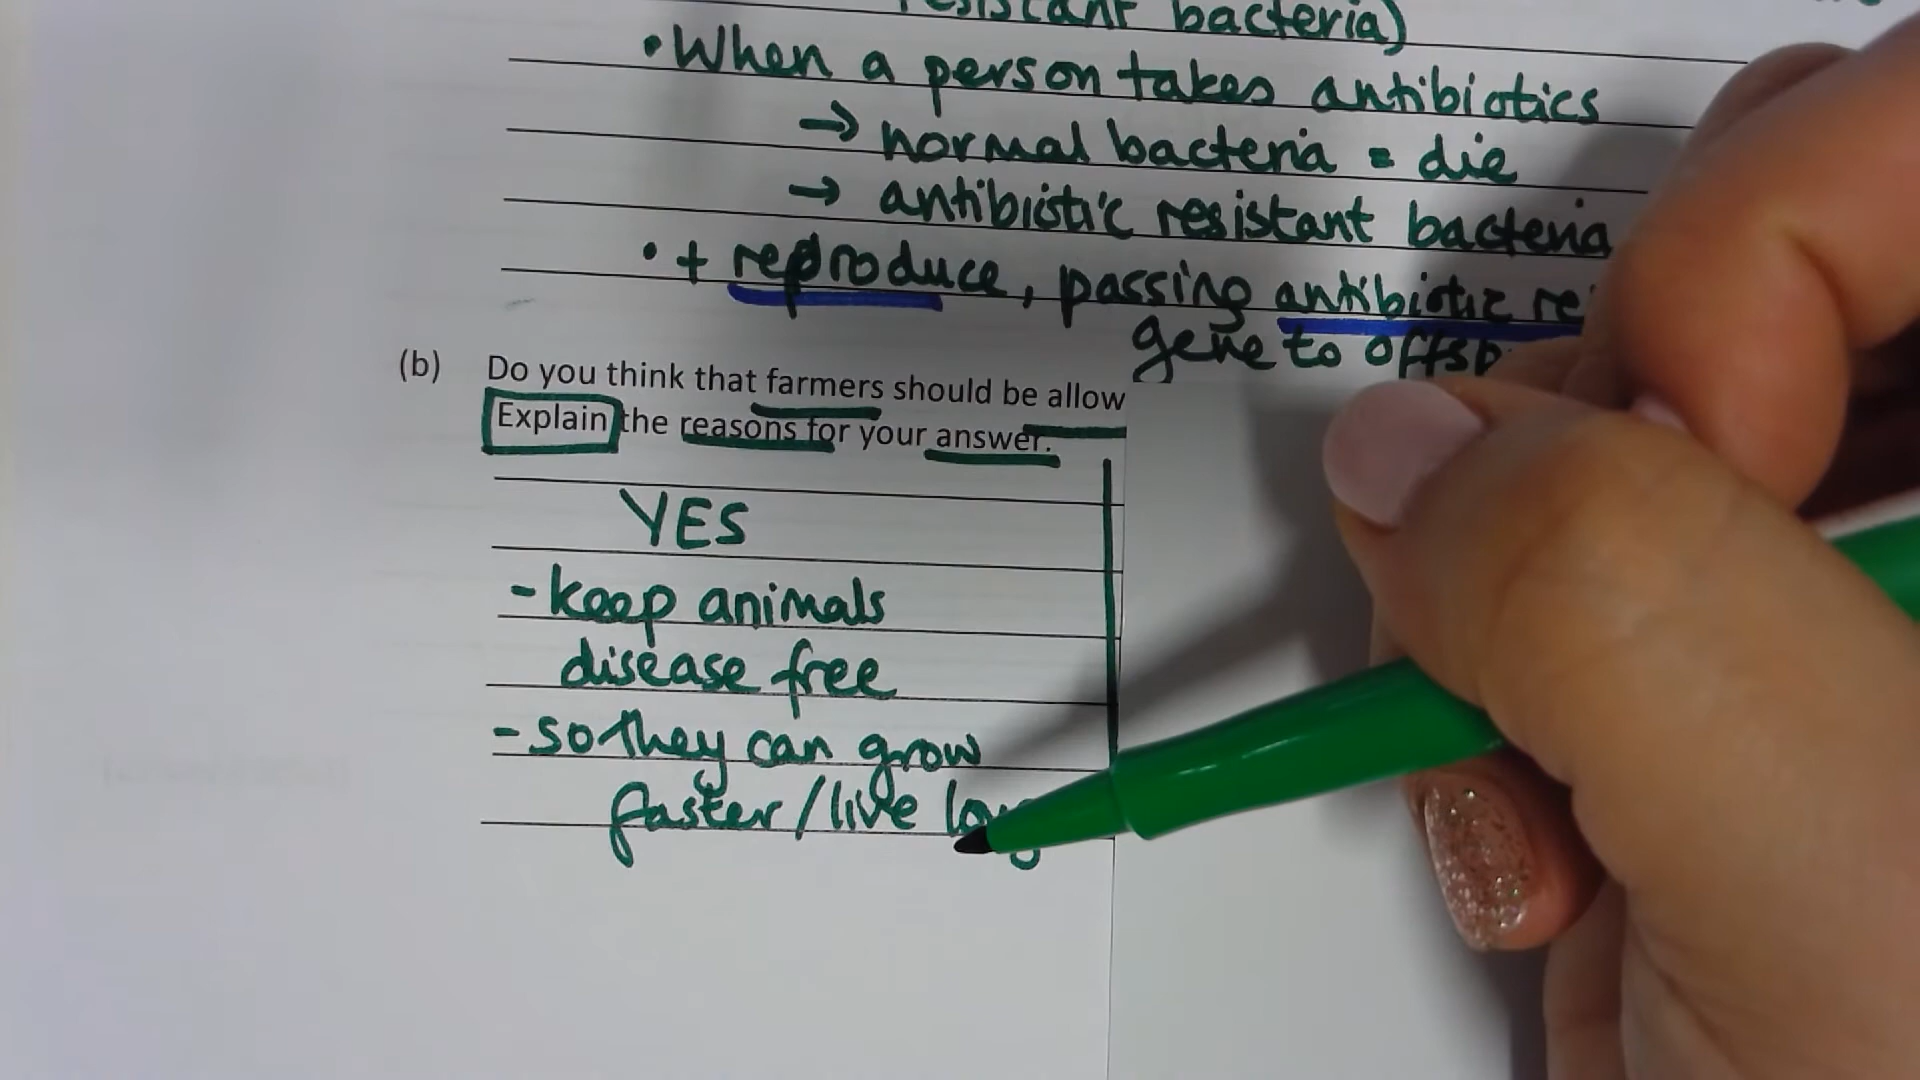 resistant bacteria)
• When a person takes antibiotics
→ normal bacteria = die
→ antibiotic resistant bacteria
• + reproduce, passing antibiotic
gene to
(b) Do you think that farmers should be allow
Explain the reasons for your answer.
YES
- keep animals
disease free
- so they can grow
faster / live